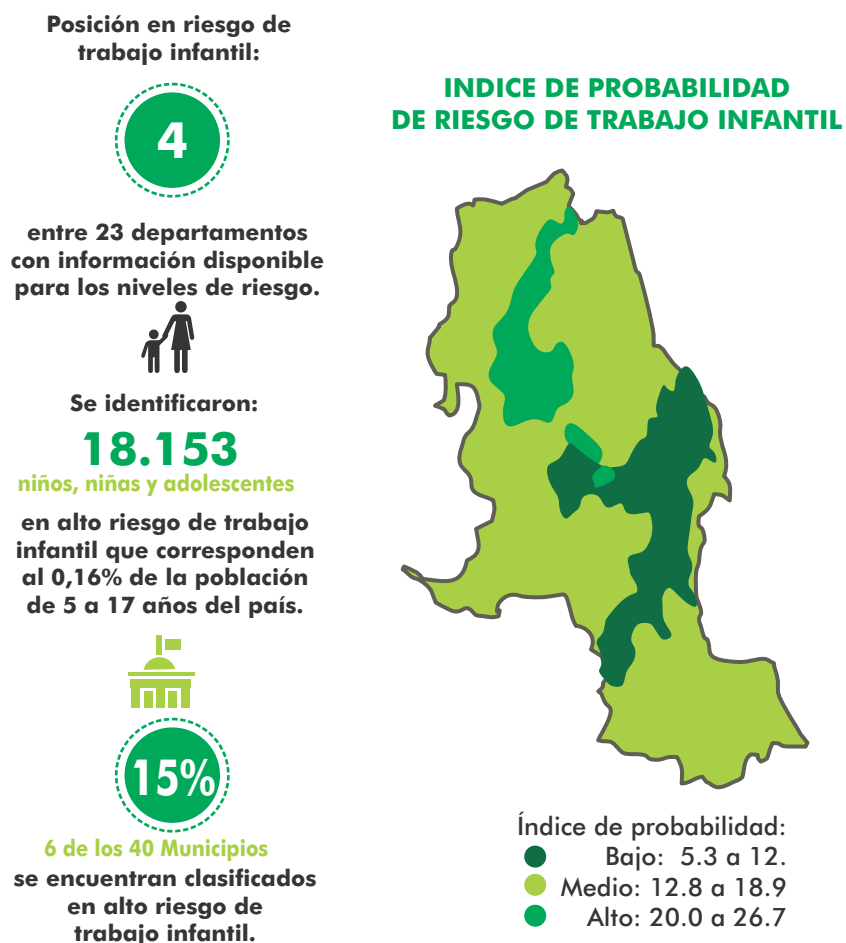 Posición en riesgo de
trabajo infantil:
4
entre 23 departamentos
con información disponible
para los niveles de riesgo.
Se identificaron:
18.153
niños, niñas y adolescentes
en alto riesgo de trabajo
infantil que corresponden
al 0,16% de la población
de 5 a 17 años del país.
15%
6 de los 40 Municipios
se encuentran clasificados
en alto riesgo de
trabajo infantil.
INDICE DE PROBABILIDAD
DE RIESGO DE TRABAJO INFANTIL
Índice de probabilidad:
Bajo: 5.3 a 12.
Medio: 12.8 a 18.9
Alto: 20.0 a 26.7